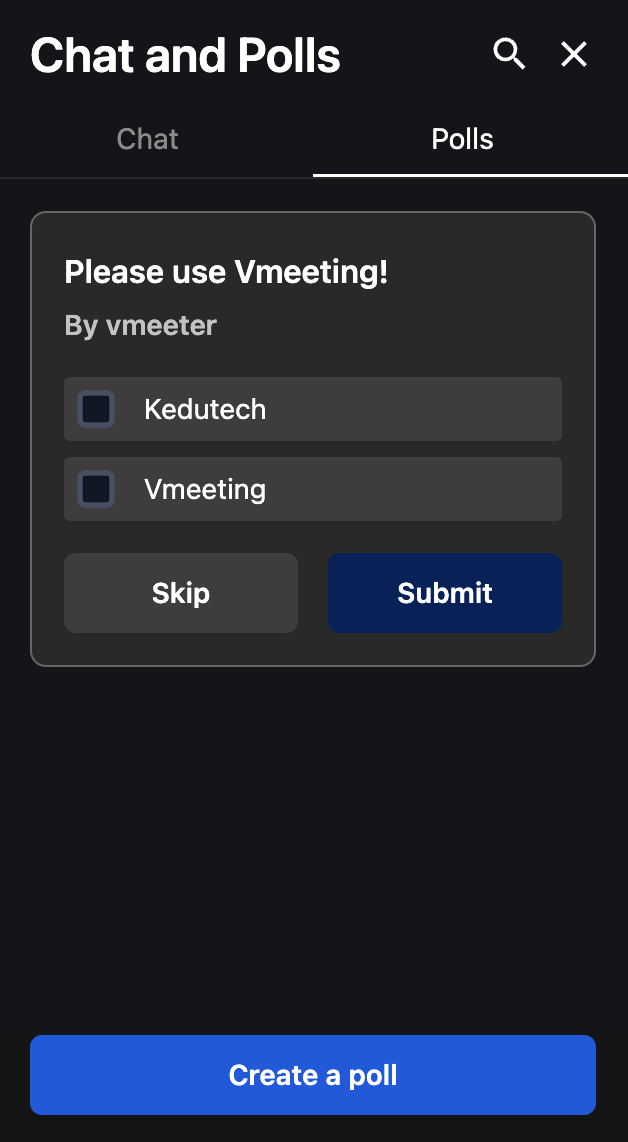 Chat and Polls
Chat
Polls
Please use Vmeeting!
By vmeeter
Kedutech
Vmeeting
Skip
Submit
Create a poll